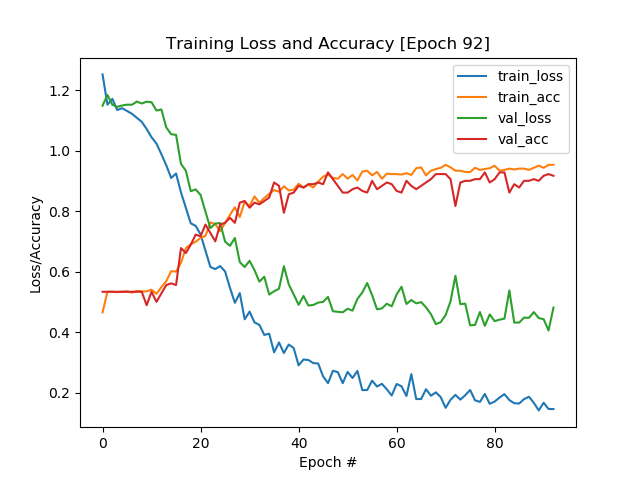 Training Loss and Accuracy [Epoch 92]
train_loss
train_acc
val_loss
val_acc
1.2
1.0
0.8
0.6
0.4
0.2
Loss/Accuracy
0 20 40 60 80
Epoch #